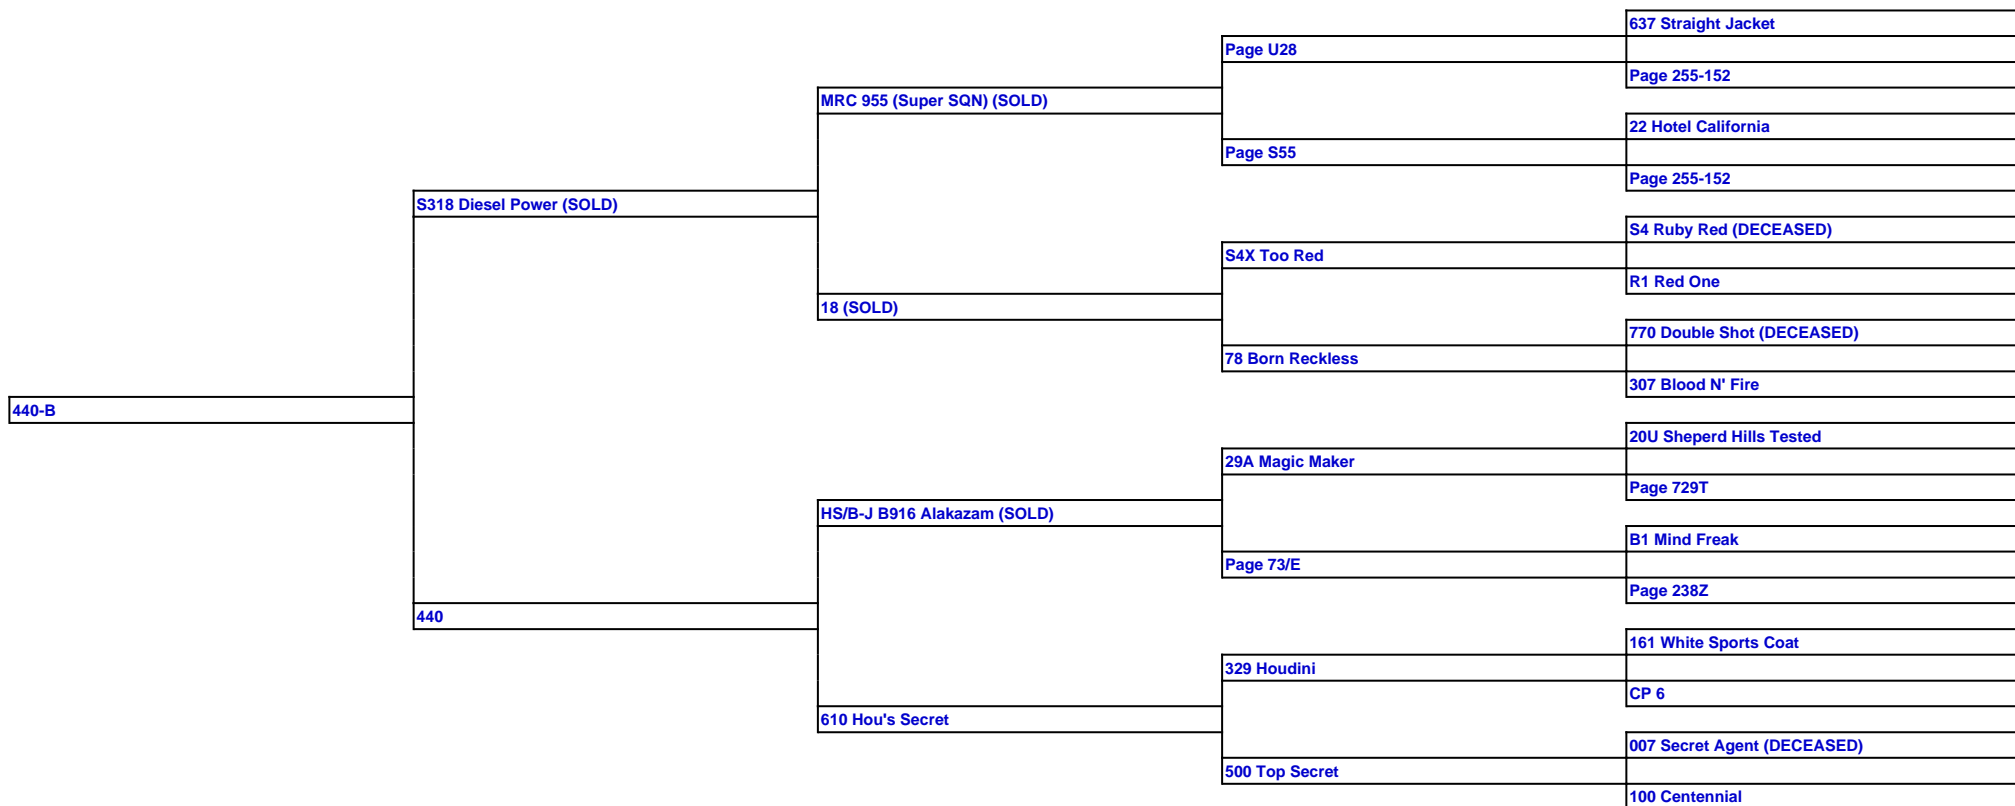 637 Straight Jacket
Page U28
Page 255-152
MRC 955 (Super SQN) (SOLD)
22 Hotel California
Page S55
Page 255-152
S318 Diesel Power (SOLD)
S4 Ruby Red (DECEASED)
S4X Too Red
R1 Red One
18 (SOLD)
770 Double Shot (DECEASED)
78 Born Reckless
307 Blood N' Fire
440-B
20U Sheperd Hills Tested
29A Magic Maker
Page 729T
HS/B-J B916 Alakazam (SOLD)
B1 Mind Freak
Page 73/E
Page 238Z
440
161 White Sports Coat
329 Houdini
CP 6
610 Hou's Secret
007 Secret Agent (DECEASED)
500 Top Secret
100 Centennial